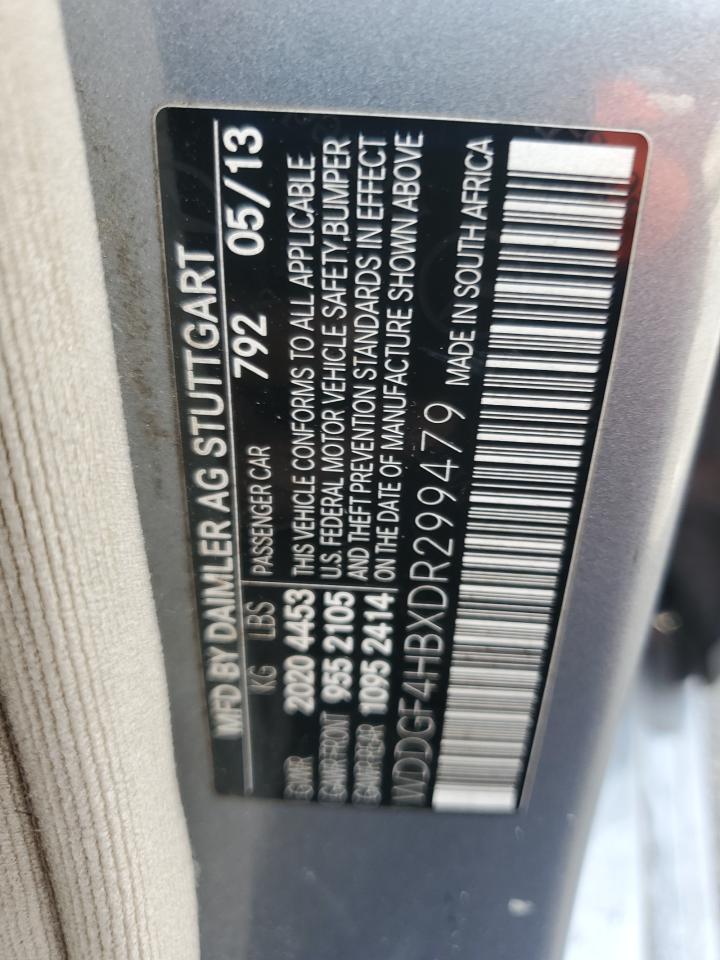 MFD BY DAIMLER AG STUTTGART
792 05/13
KG LBS PASSENGER CAR
GVWR 2020 4453
GAWR-FRONT 955 2105
GAWR-REAR 1095 2414
THIS VEHICLE CONFORMS TO ALL APPLICABLE
U.S. FEDERAL MOTOR VEHICLE SAFETY,BUMPER
AND THEFT PREVENTION STANDARDS IN EFFECT
ON THE DATE OF MANUFACTURE SHOWN ABOVE
WDDGF4HBXDR299479 MADE IN SOUTH AFRICA